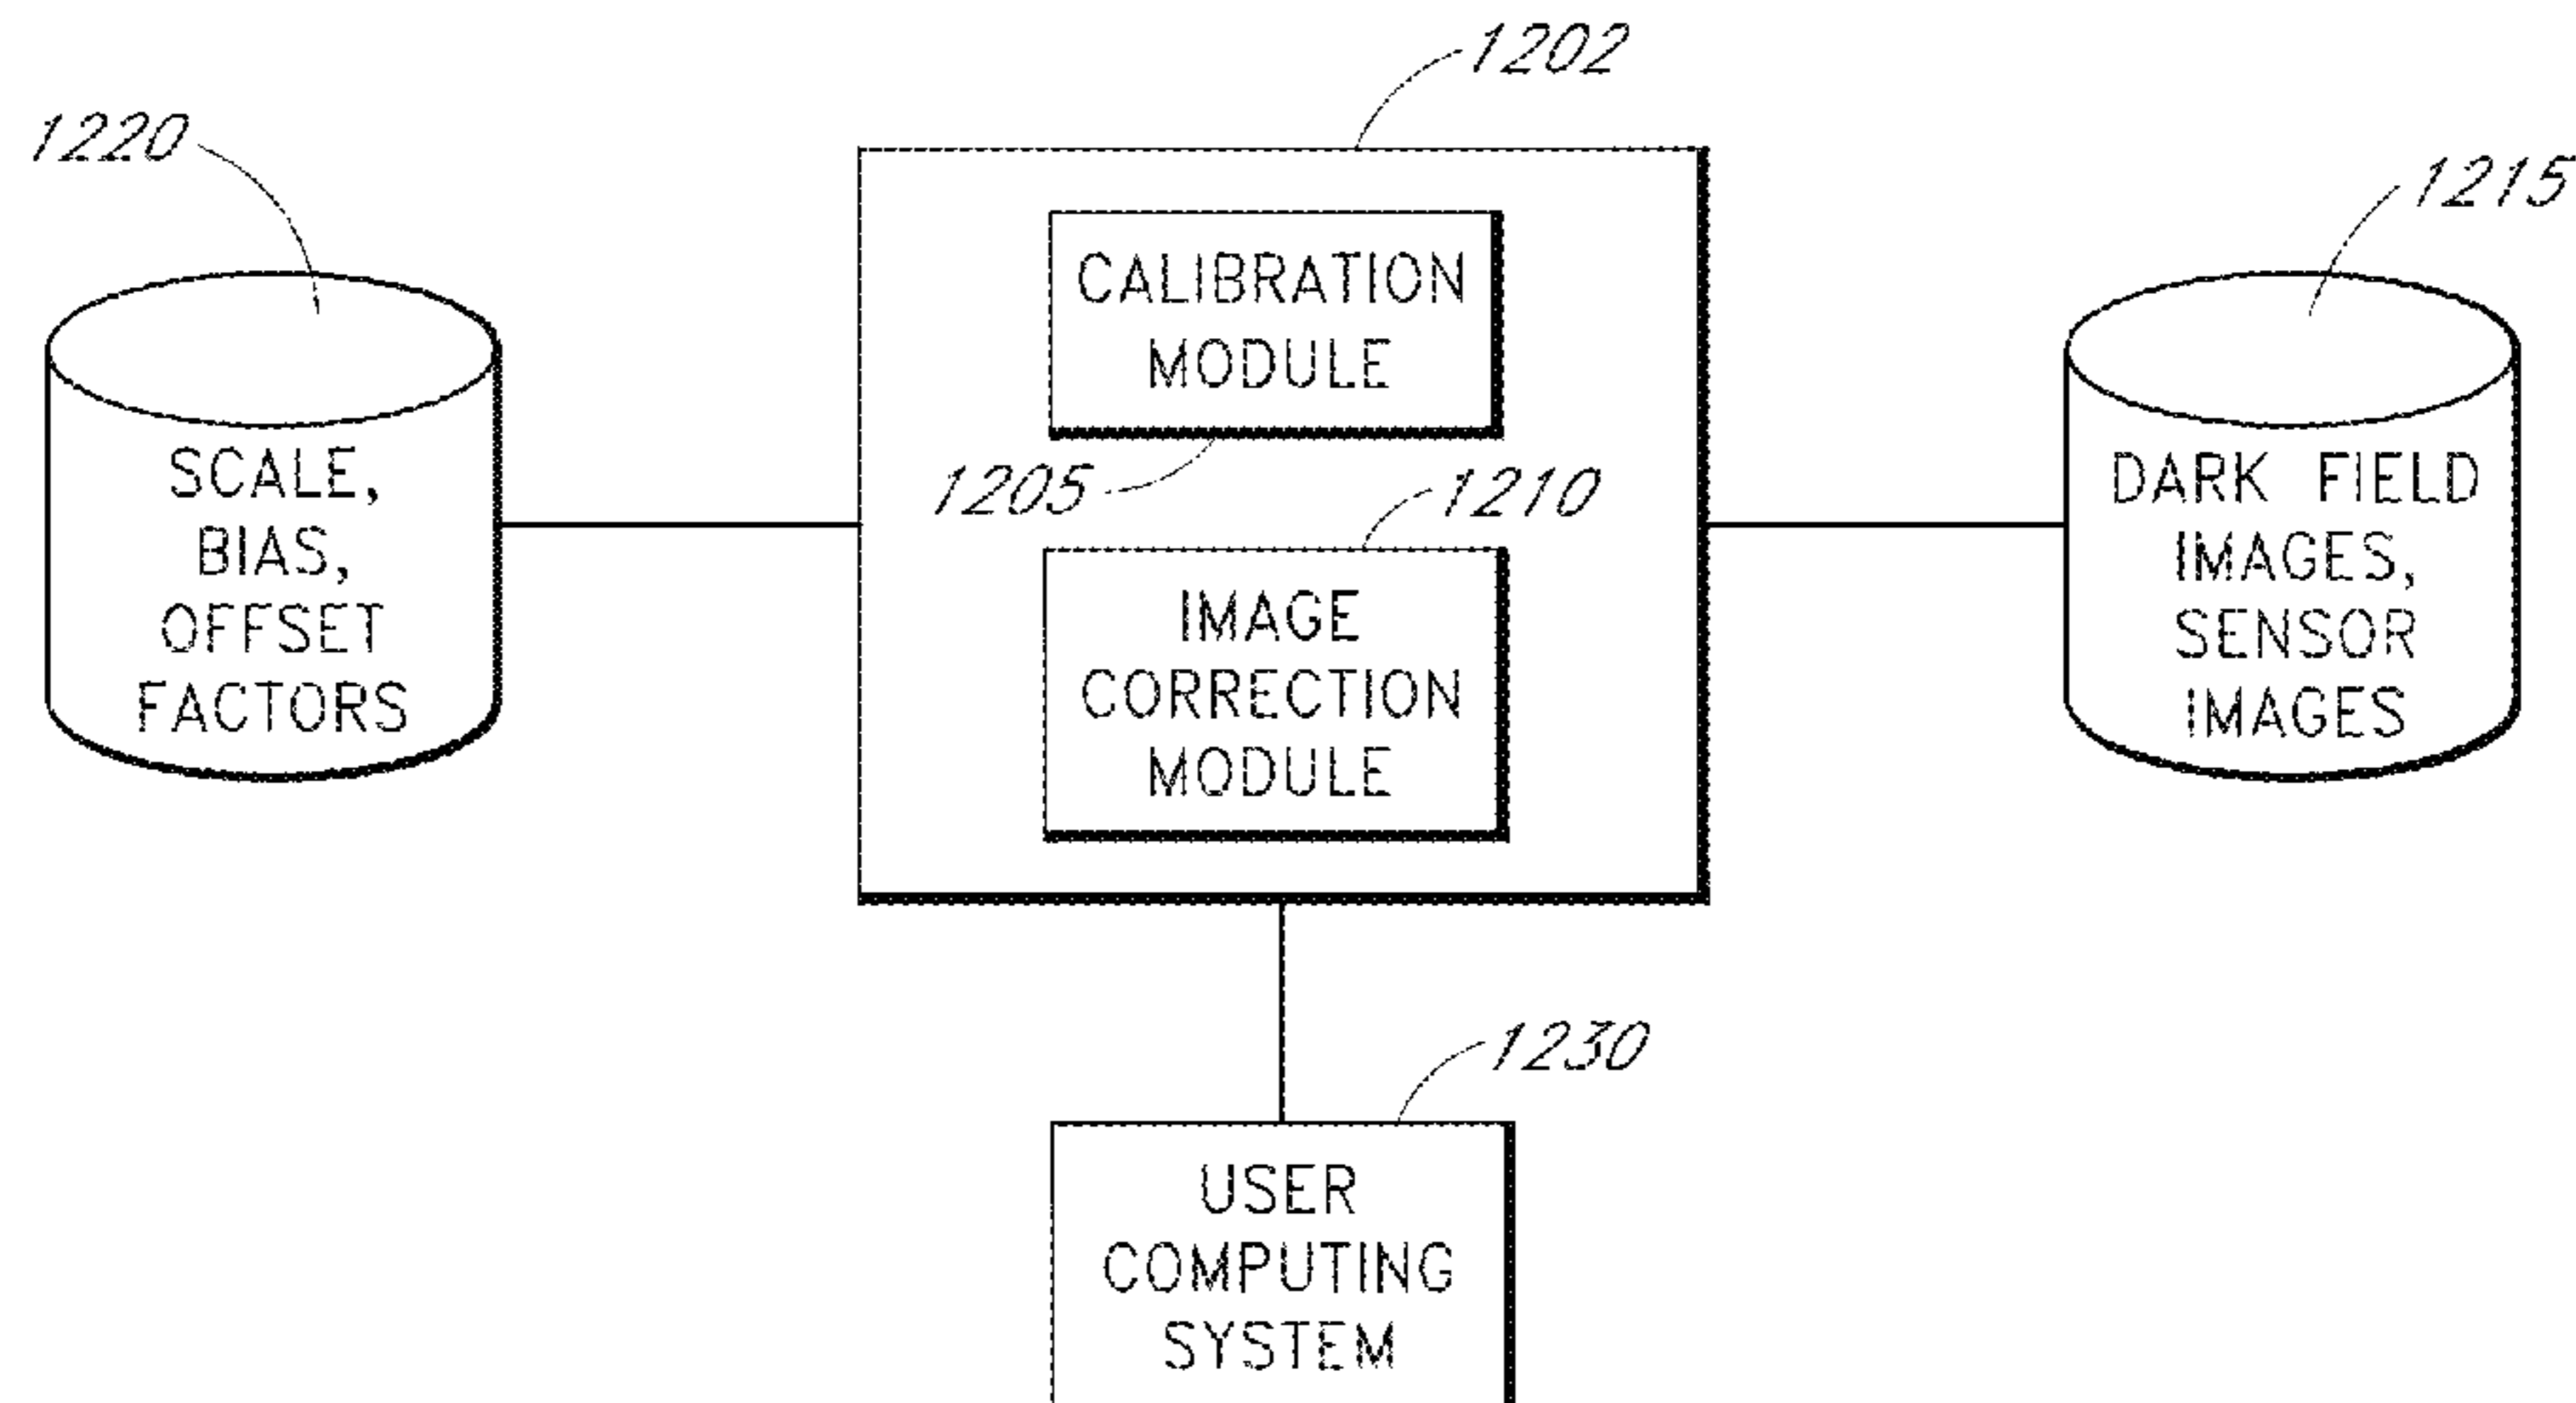 1202
1220
1215
CALIBRATION
MODULE
1205
1210
SCALE,
BIAS,
OFFSET
FACTORS
IMAGE
CORRECTION
MODULE
DARK FIELD
IMAGES,
SENSOR
IMAGES
1230
USER
COMPUTING
SYSTEM